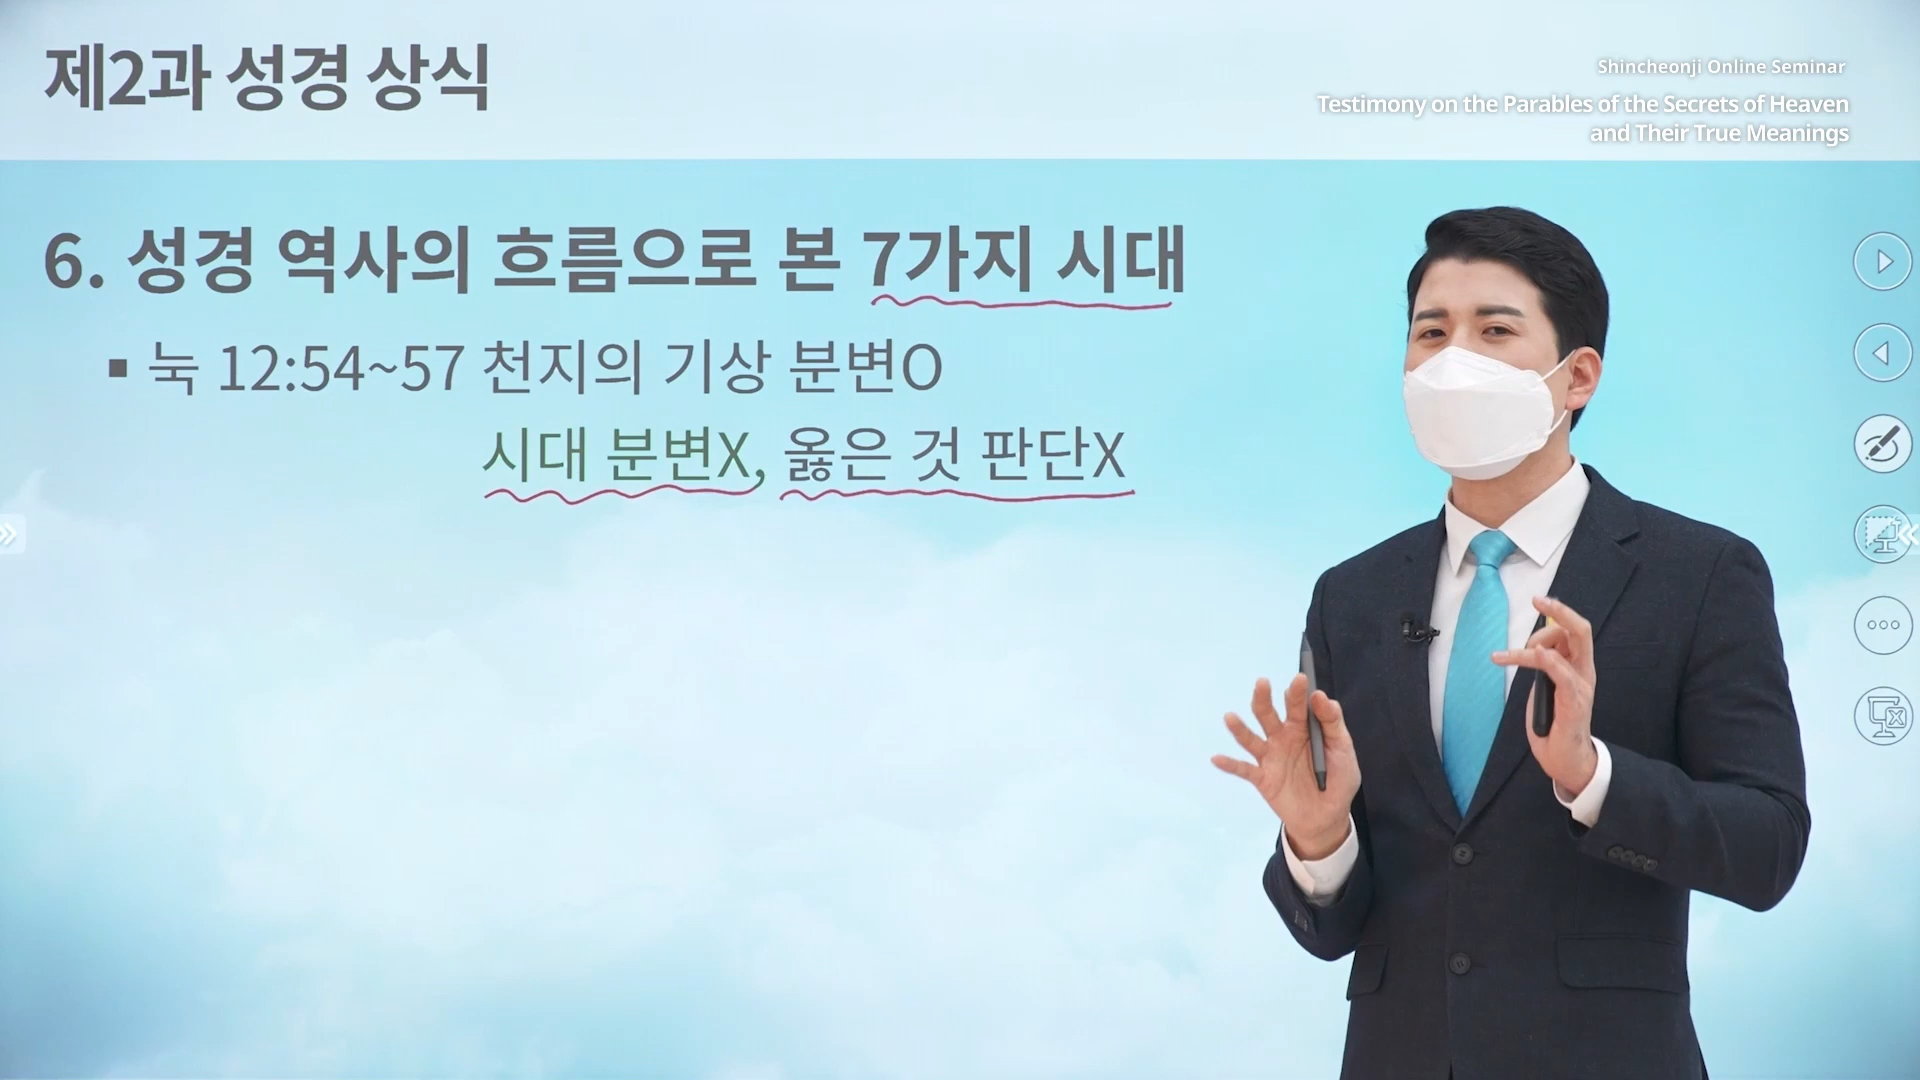 제2과 성경 상식
Shincheonji Online Seminar
Testimony on the Parables of the Secrets of Heaven
and Their True Meanings
6. 성경 역사의 흐름으로 본 7가지 시대
▪ 눅 12:54~57 천지의 기상 분변O
시대 분변X, 옳은 것 판단X